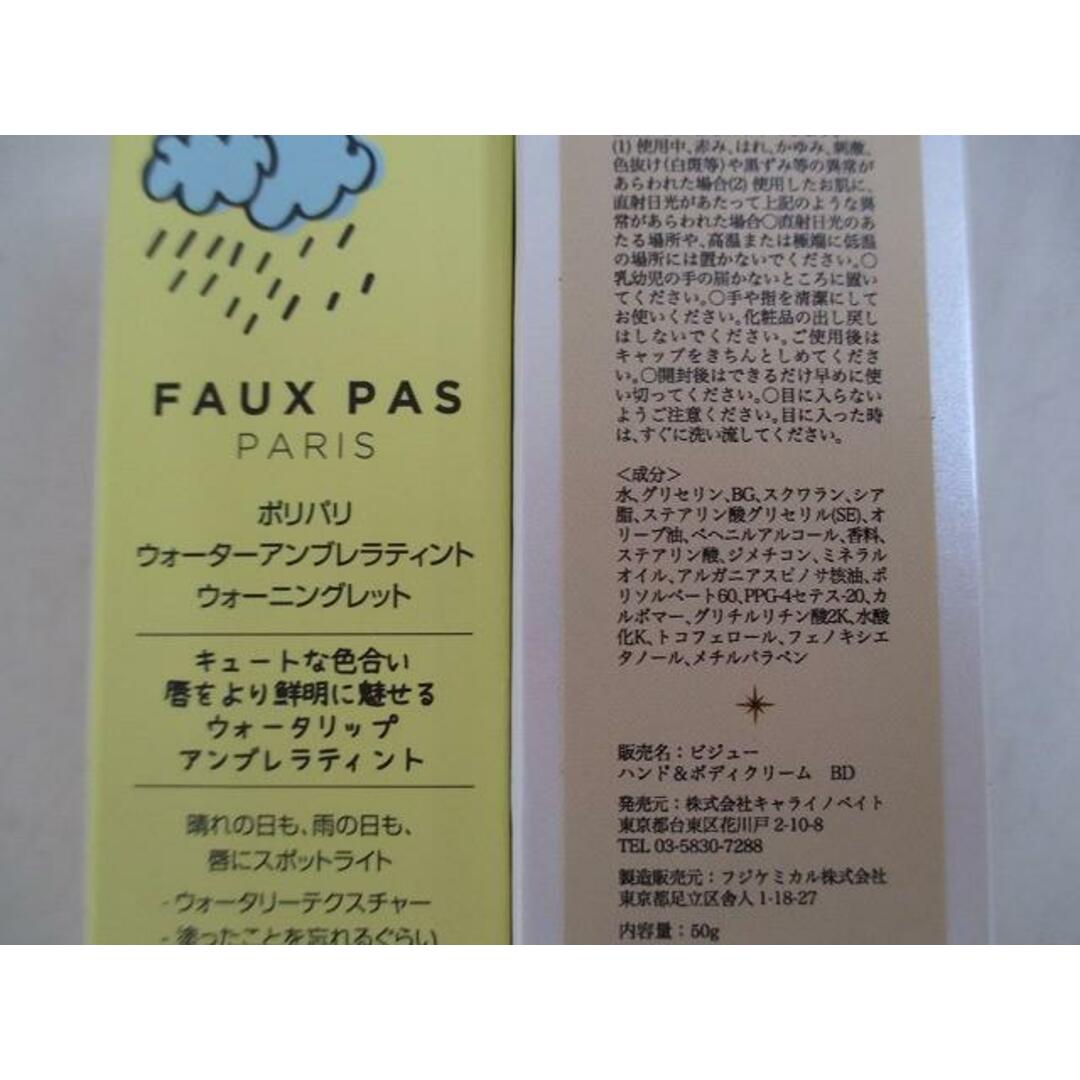 FAUX PAS
PARIS
ポリパリ
ウォーターアンブレラティント
ウォーニングレット
キュートな色合い
唇をより鮮明に魅せる
ウォータリップ
アンブレラティント
晴れの日も、雨の日も、
唇にスポットライト
-ウォータリーテクスチャー
-塗ったことを忘れるぐらい
(1)使用中、赤み、はれ、かゆみ、刺激、
色抜け(白斑等)や黒ずみ等の異常が
あらわれた場合(2)使用したお肌に、
直射日光があたって上記のような異
常があらわれた場合〇直射日光のあ
たる場所や、高温または極端に低温
の場所には置かないでください。〇
乳幼児の手の届かないところに置い
てください。〇手や指を清潔にして
お使いください。化粧品の出し戻し
はしないでください。ご使用後は
キャップをきちんとしめてくださ
い。〇開封後はできるだけ早めに使
い切ってください。〇目に入らない
ようご注意ください。目に入った時
は、すぐに洗い流してください。
<成分>
水、グリセリン、BG、スクワラン、シア
脂、ステアリン酸グリセリル(SE)、オ
リーブ油、ベヘニルアルコール、香料、
ステアリン酸、ジメチコン、ミネラル
オイル、アルガニアスピノサ核油、ポ
リソルベート60、PPG-4セテス-20、カ
ルボマー、グリチルリチン酸2K、水酸
化K、トコフェロール、フェノキシエ
タノール、メチルパラベン
販売名：ビジュー
ハンド＆ボディクリーム BD
発売元：株式会社キャライノベイト
東京都台東区花川戸 2-10-8
TEL 03-5830-7288
製造販売元：フジケミカル株式会社
東京都足立区舎人 1-18-27
内容量：50g